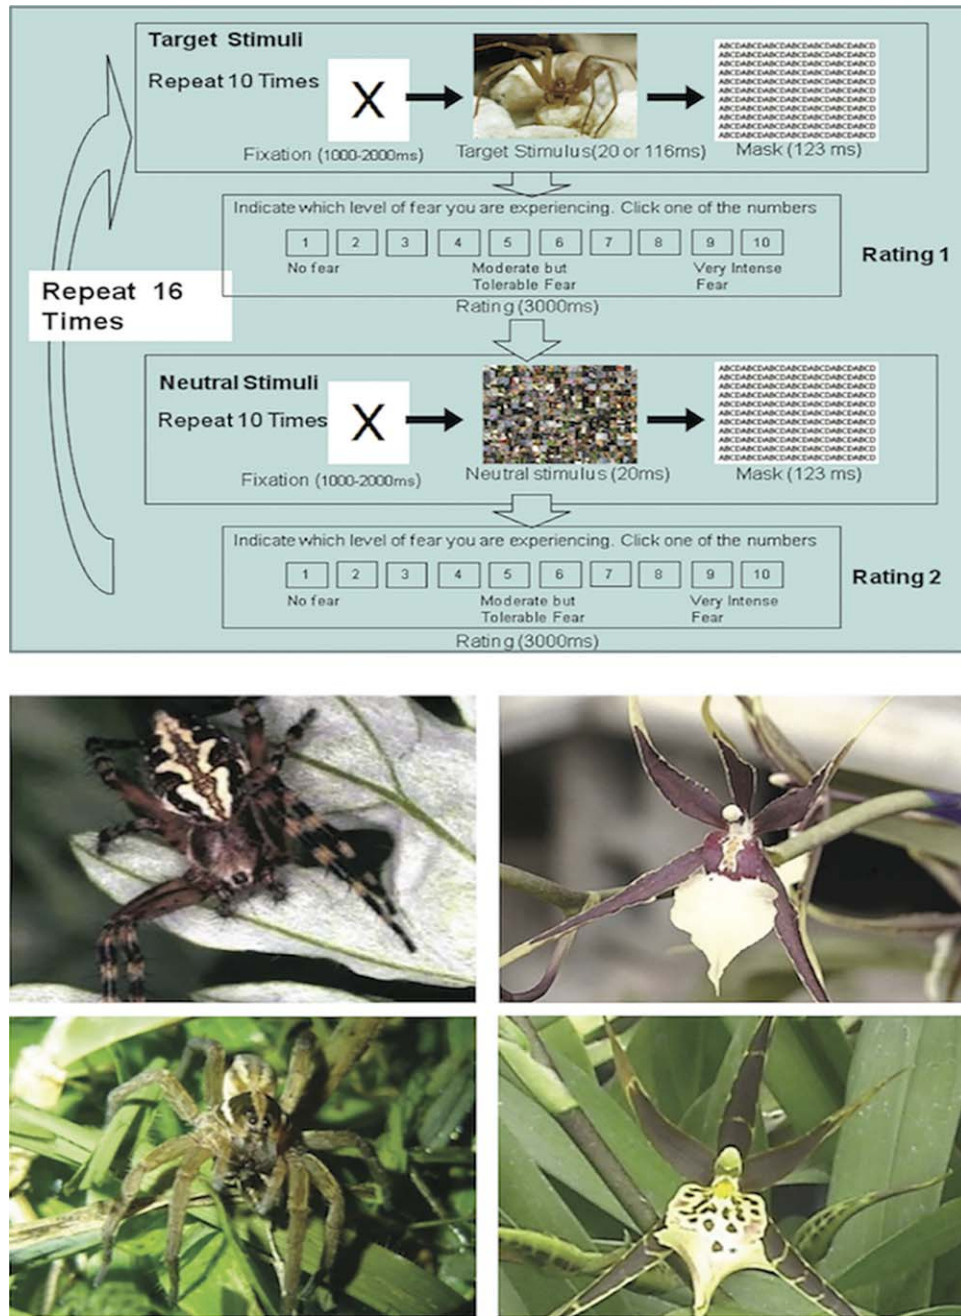 Target Stimuli
Repeat 10 Times
X
Fixation (1000-2000ms)
Target Stimulus(20 or 116ms)
Mask (123 ms)
Indicate which level of fear you are experiencing. Click one of the numbers
1 2 3 4 5 6 7 8 9 10
No fear
Moderate but
Tolerable Fear
Very Intense
Fear
Rating 1
Rating (3000ms)
Repeat 16
Times
Neutral Stimuli
Repeat 10 Times
X
Fixation (1000-2000ms)
Neutral stimulus (20ms)
Mask (123 ms)
Indicate which level of fear you are experiencing. Click one of the numbers
1 2 3 4 5 6 7 8 9 10
No fear
Moderate but
Tolerable Fear
Very Intense
Fear
Rating 2
Rating (3000ms)